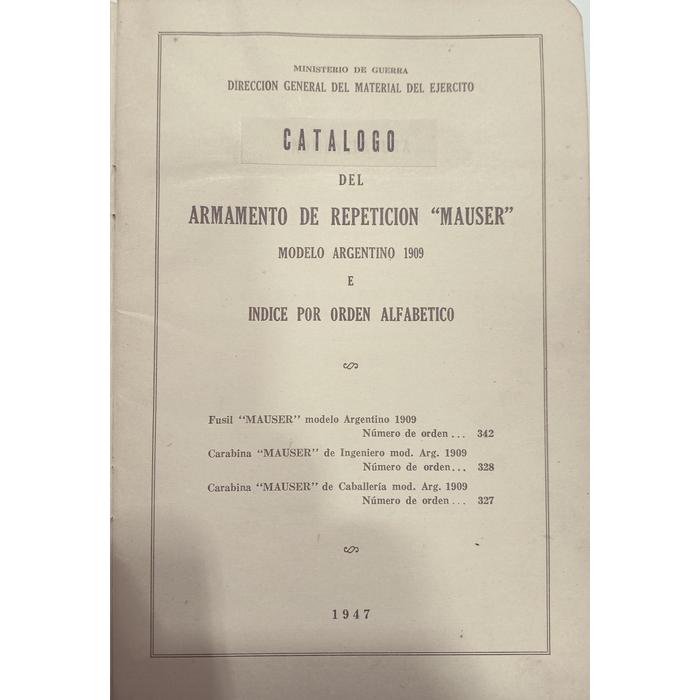 MINISTERIO DE GUERRA
DIRECCION GENERAL DEL MATERIAL DEL EJERCITO
CATALOGO
DEL
ARMAMENTO DE REPETICION "MAUSER"
MODELO ARGENTINO 1909
E
INDICE POR ORDEN ALFABETICO
Fusil "MAUSER" modelo Argentino 1909
Número de orden ... 342
Carabina "MAUSER" de Ingeniero mod. Arg. 1909
Número de orden... 328
Carabina "MAUSER" de Caballería mod. Arg. 1909
Número de orden ... 327
1947